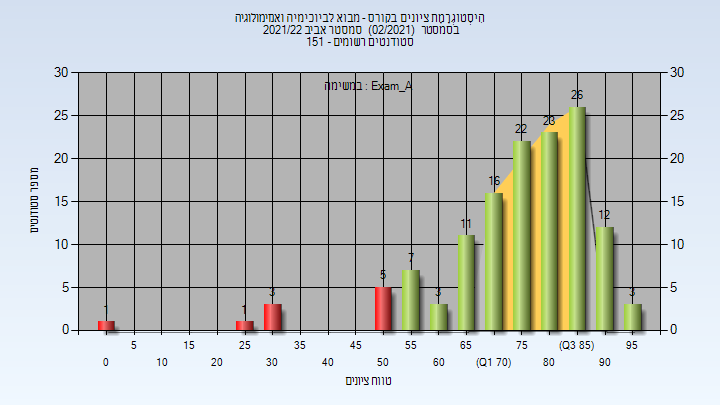 היסטוגרמת ציונים בקורס - מבוא לביוכימיה ואנזימולוגיה
בסמסטר (02/2021) סמסטר אביב 2021/22
סטודנטים רשומים - 151
במשימה : Exam_A
מספר סטודנטים
30 30
25 25
20 20
15 15
10 10
5 5
0 0
1 1 3 5 7 3 11 16 22 23 26 12 3
5 15 25 35 45 55 65 75 (Q3 85) 95
0 10 20 30 40 50 60 (Q1 70) 80 90
טווח ציונים